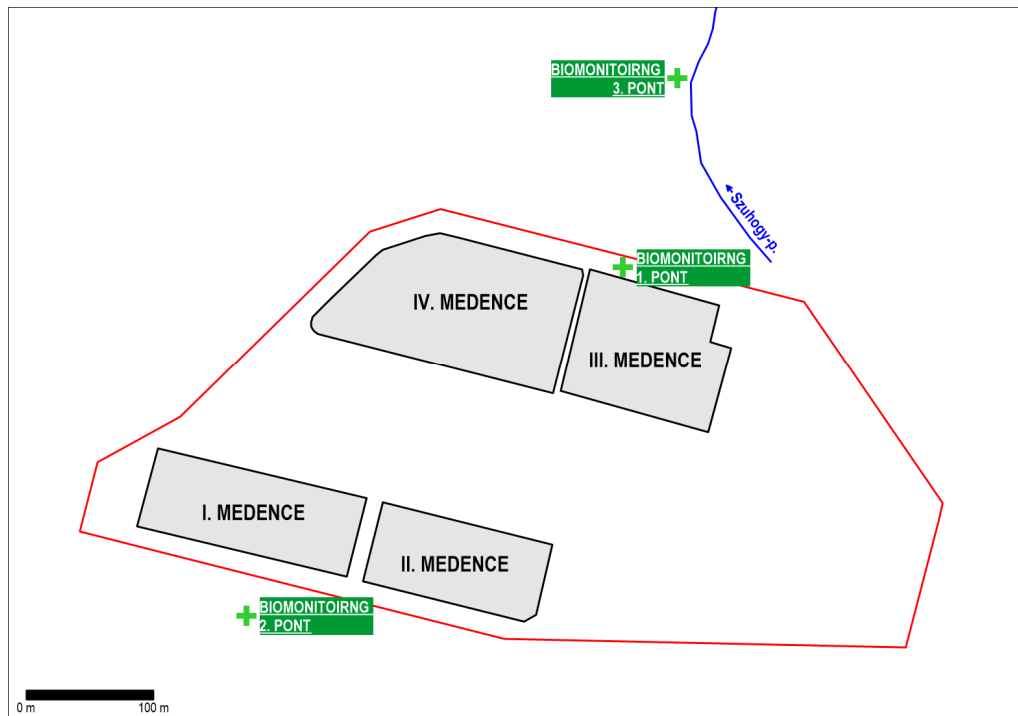 BIOMONITOIRNG
3. PONT
Szuhogy-p.
BIOMONITOIRNG
1. PONT
IV. MEDENCE
III. MEDENCE
I. MEDENCE
II. MEDENCE
BIOMONITOIRNG
2. PONT
0 m 100 m